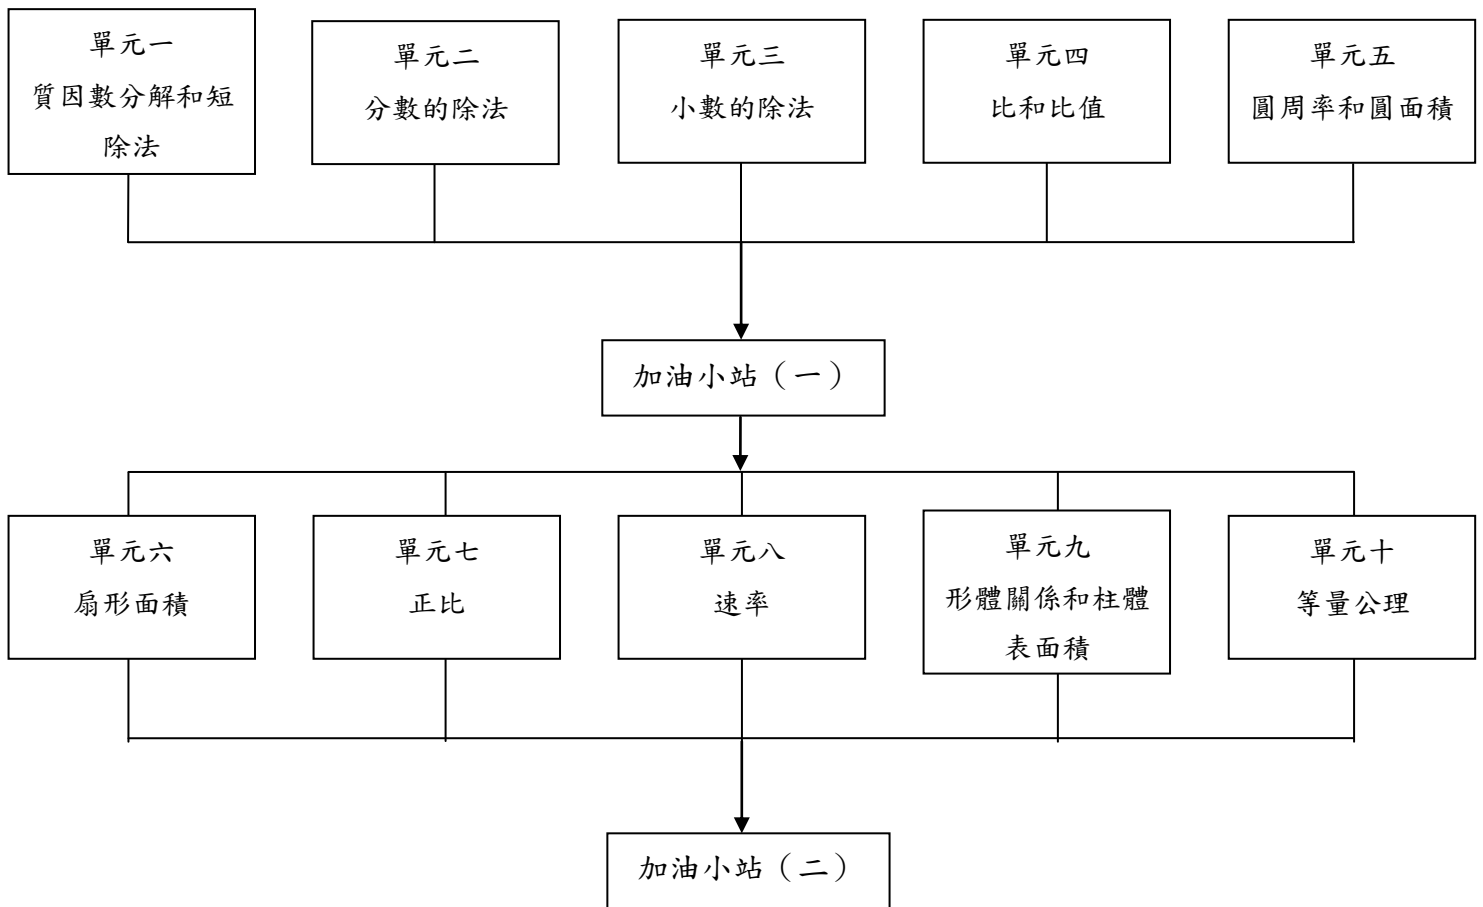 單元一
質因數分解和短
除法
單元二
分數的除法
單元三
小數的除法
單元四
比和比值
單元五
圓周率和圓面積
加油小站（一）
單元六
扇形面積
單元七
正比
單元八
速率
單元九
形體關係和柱體
表面積
單元十
等量公理
加油小站（二）